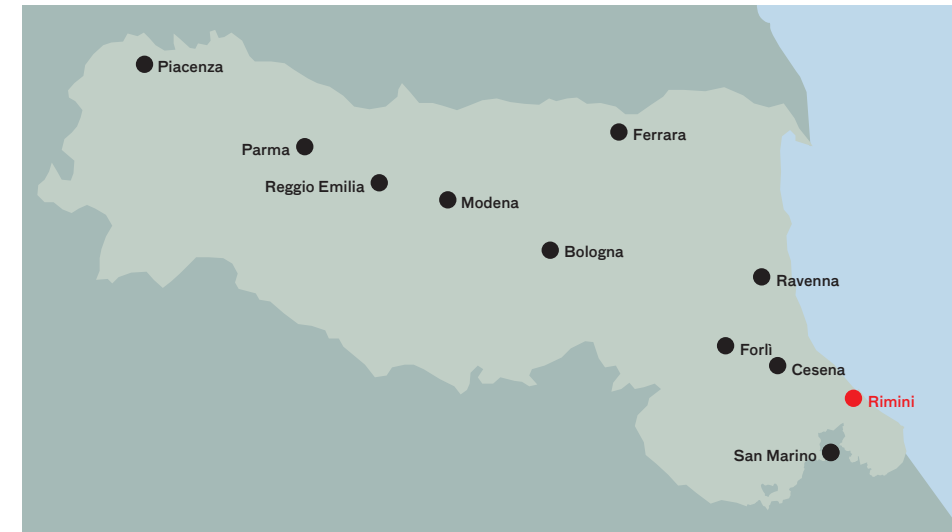 Piacenza
Ferrara
Parma
Reggio Emilia
Modena
Bologna
Ravenna
Forlì
Cesena
Rimini
San Marino